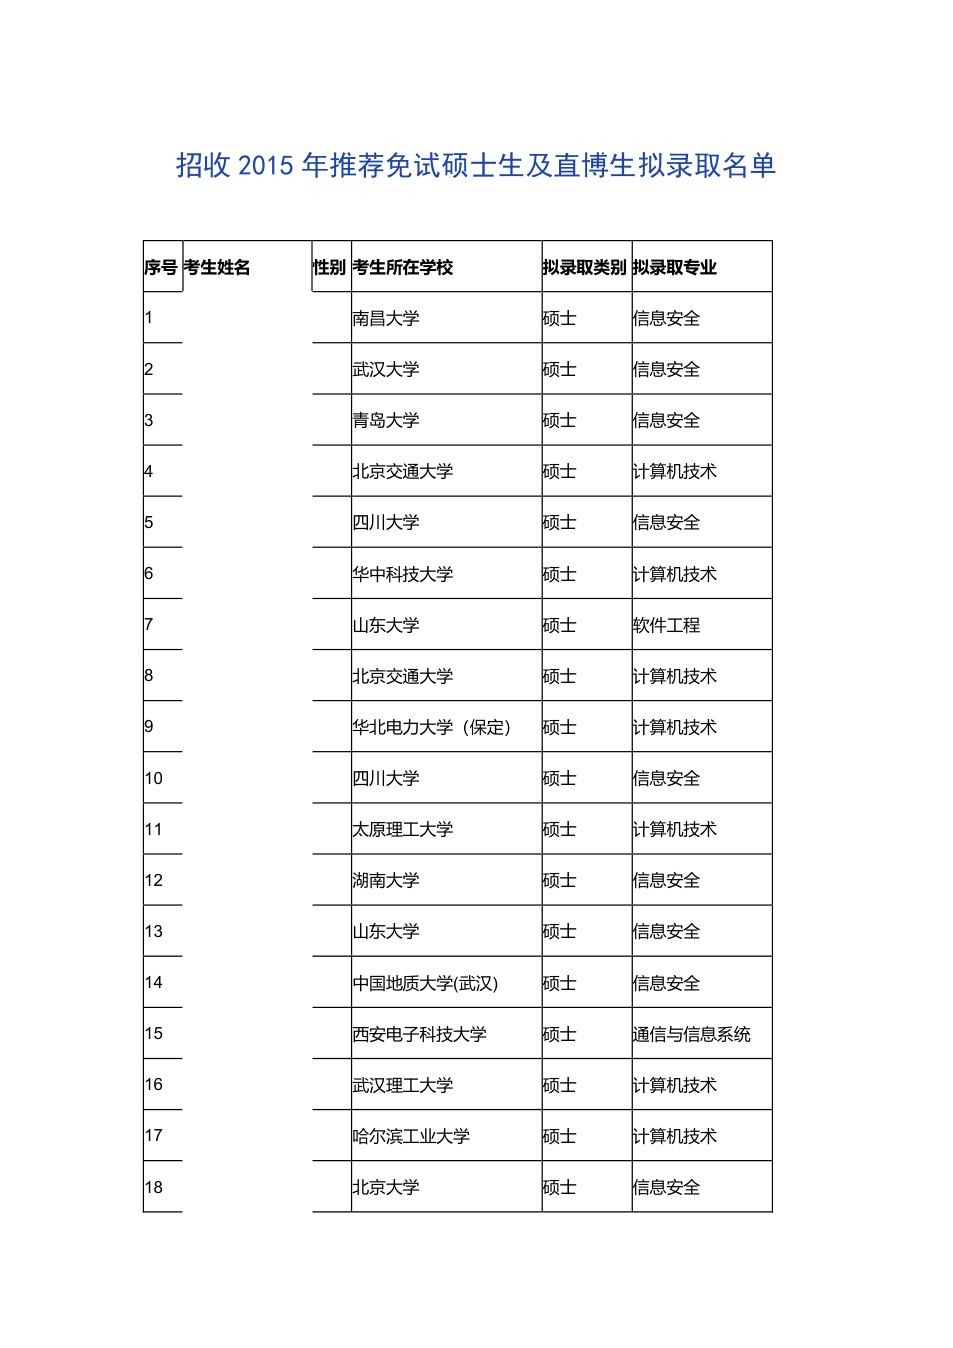 招收 2015 年推荐免试硕士生及直博生拟录取名单
序号 考生姓名 性别 考生所在学校 拟录取类别 拟录取专业
1 南昌大学 硕士 信息安全
2 武汉大学 硕士 信息安全
3 青岛大学 硕士 信息安全
4 北京交通大学 硕士 计算机技术
5 四川大学 硕士 信息安全
6 华中科技大学 硕士 计算机技术
7 山东大学 硕士 软件工程
8 北京交通大学 硕士 计算机技术
9 华北电力大学（保定） 硕士 计算机技术
10 四川大学 硕士 信息安全
11 太原理工大学 硕士 计算机技术
12 湖南大学 硕士 信息安全
13 山东大学 硕士 信息安全
14 中国地质大学(武汉) 硕士 信息安全
15 西安电子科技大学 硕士 通信与信息系统
16 武汉理工大学 硕士 计算机技术
17 哈尔滨工业大学 硕士 计算机技术
18 北京大学 硕士 信息安全